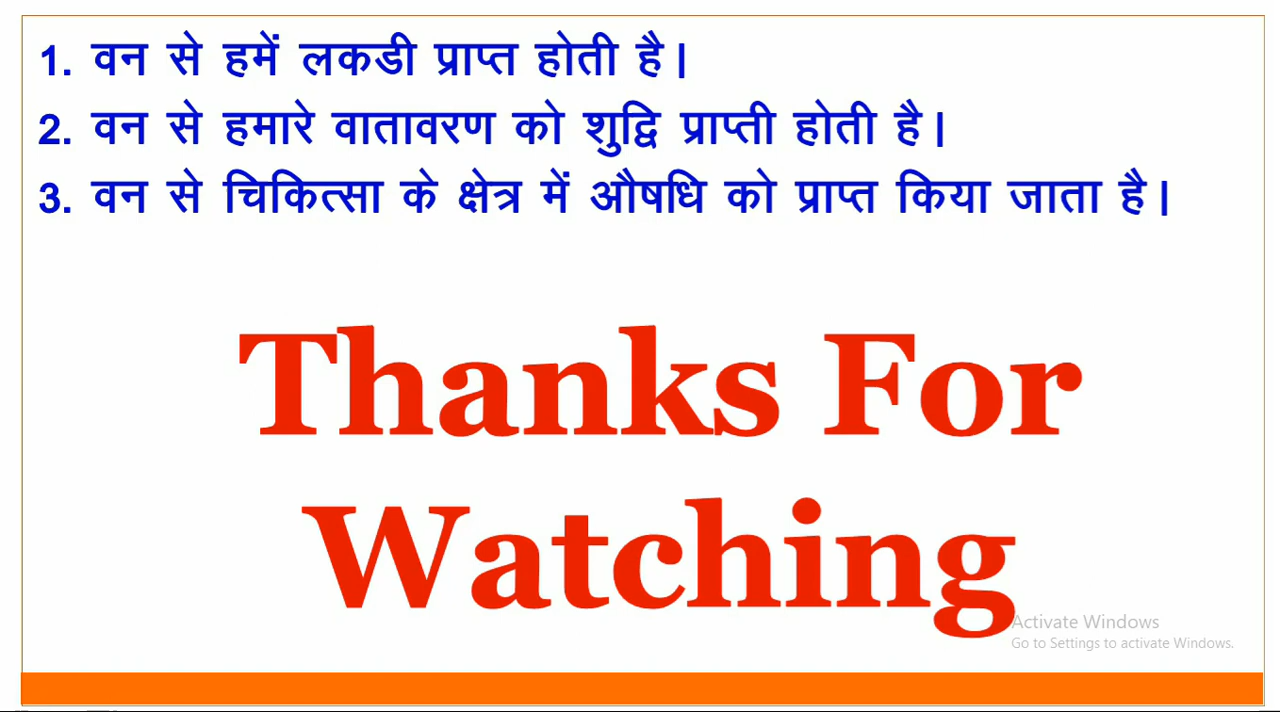 1. वन से हमें लकडी प्राप्त होती है।
2. वन से हमारे वातावरण को शुद्वि प्राप्ती होती है।
3. वन से चिकित्सा के क्षेत्र में औषधि को प्राप्त किया जाता है।
Thanks For
Watching
Activate Windows
Go to Settings to activate Windows.